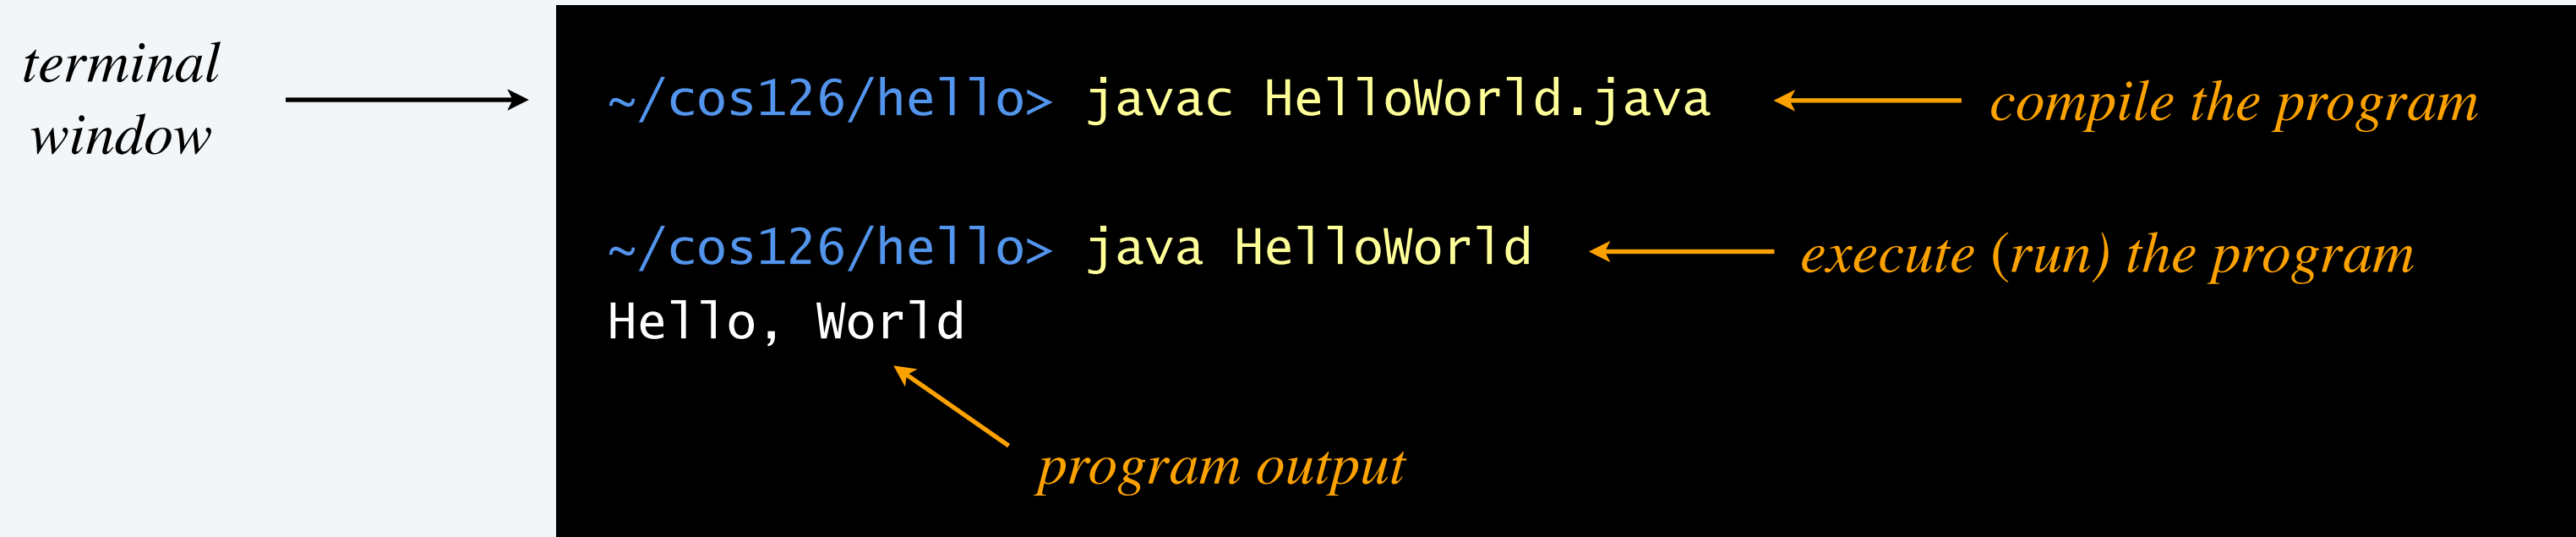 terminal
window
~/cos126/hello> javac HelloWorld.java
compile the program
~/cos126/hello> java HelloWorld
execute (run) the program
Hello, World
program output